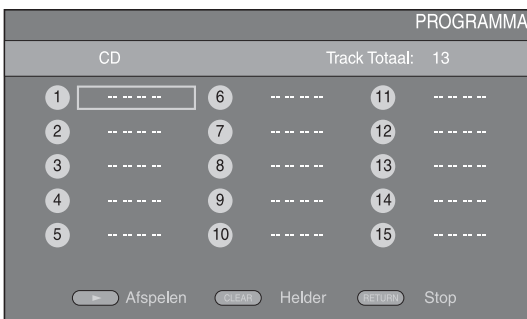 PROGRAMMA
CD Track Totaal: 13
1 -- -- -- -- 6 -- -- -- -- 11 -- -- -- --
2 -- -- -- -- 7 -- -- -- -- 12 -- -- -- --
3 -- -- -- -- 8 -- -- -- -- 13 -- -- -- --
4 -- -- -- -- 9 -- -- -- -- 14 -- -- -- --
5 -- -- -- -- 10 -- -- -- -- 15 -- -- -- --
Afspelen CLEAR Helder RETURN Stop